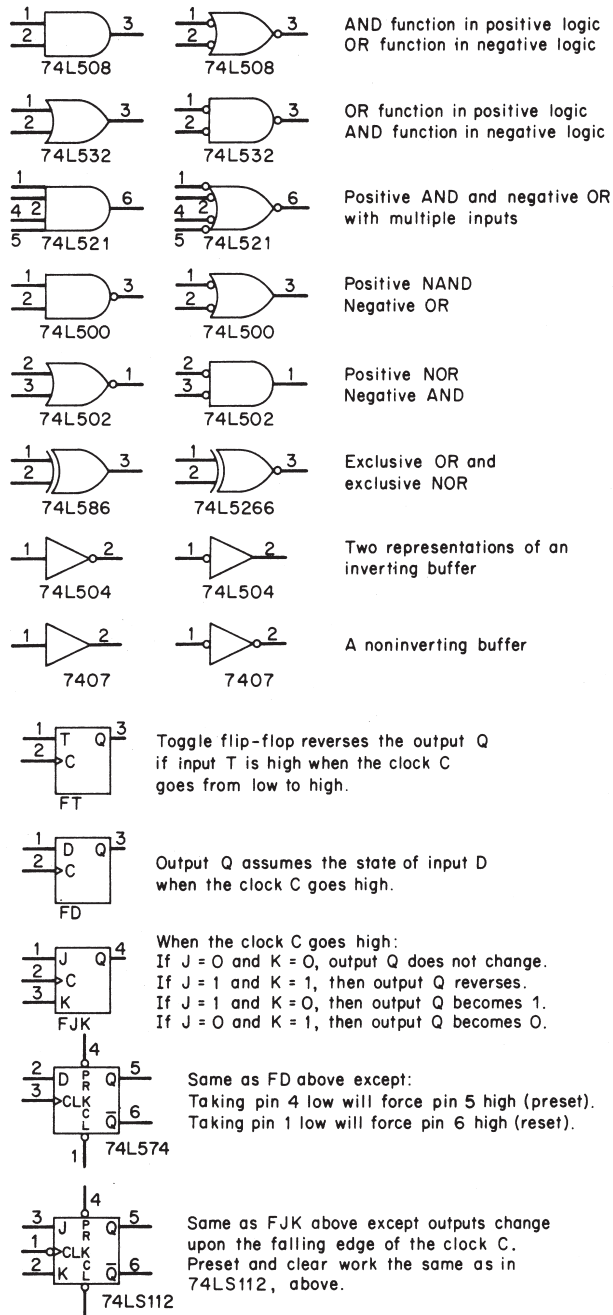 1 2 3 1 2 3
74L508 74L508
AND function in positive logic
OR function in negative logic
1 2 3 1 2 3
74L532 74L532
OR function in positive logic
AND function in negative logic
1 2 4 5 6 1 2 4 5 6
74L521 74L521
Positive AND and negative OR
with multiple inputs
1 2 3 1 2 3
74L500 74L500
Positive NAND
Negative OR
2 3 1 2 3 1
74L502 74L502
Positive NOR
Negative AND
1 2 3 1 2 3
74L586 74L5266
Exclusive OR and
exclusive NOR
1 2 1 2
74L504 74L504
Two representations of an
inverting buffer
1 2 1 2
7407 7407
A noninverting buffer
1 T Q 3
2 C
FT
Toggle flip-flop reverses the output Q
if input T is high when the clock C
goes from low to high.
1 D Q 3
2 C
FD
Output Q assumes the state of input D
when the clock C goes high.
1 J Q 4
2 C
3 K
FJK
When the clock C goes high:
If J = 0 and K = 0, output Q does not change.
If J = 1 and K = 1, then output Q reverses.
If J = 1 and K = 0, then output Q becomes 1.
If J = 0 and K = 1, then output Q becomes 0.
4
2 D PR Q 5
3 CLK
CL Q̅ 6
1
74L574
Same as FD above except:
Taking pin 4 low will force pin 5 high (preset).
Taking pin 1 low will force pin 6 high (reset).
4
3 J PR Q 5
1 CLK
2 K CL Q̅ 6
74LS112
Same as FJK above except outputs change
upon the falling edge of the clock C.
Preset and clear work the same as in
74LS112, above.